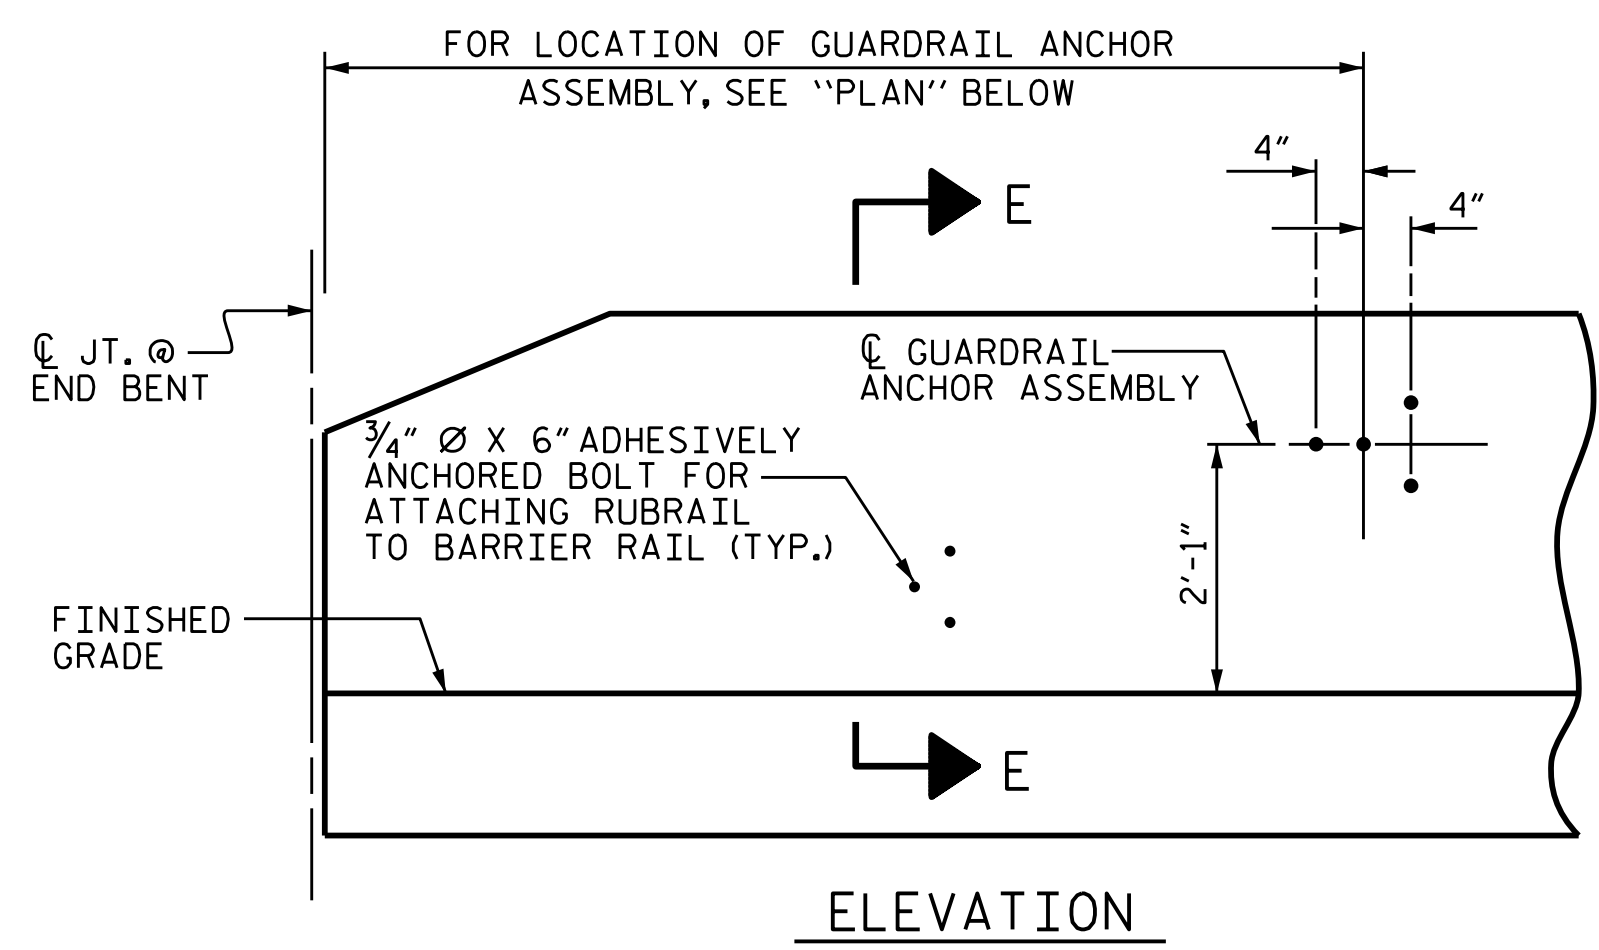 FOR LOCATION OF GUARDRAIL ANCHOR
ASSEMBLY, SEE "PLAN" BELOW
4"
4"
E
℄ JT. @
END BENT
℄ GUARDRAIL
ANCHOR ASSEMBLY
3/4" Ø X 6" ADHESIVELY
ANCHORED BOLT FOR
ATTACHING RUBRAIL
TO BARRIER RAIL (TYP.)
2'-1"
FINISHED
GRADE
E
ELEVATION